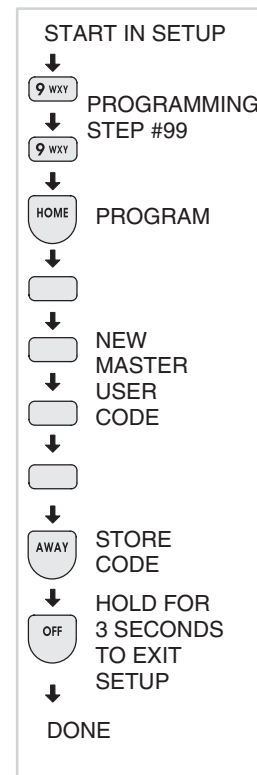 START IN SETUP
9 WXY
PROGRAMMING
STEP #99
9 WXY
HOME
PROGRAM
NEW
MASTER
USER
CODE
AWAY
STORE
CODE
OFF
HOLD FOR
3 SECONDS
TO EXIT
SETUP
DONE